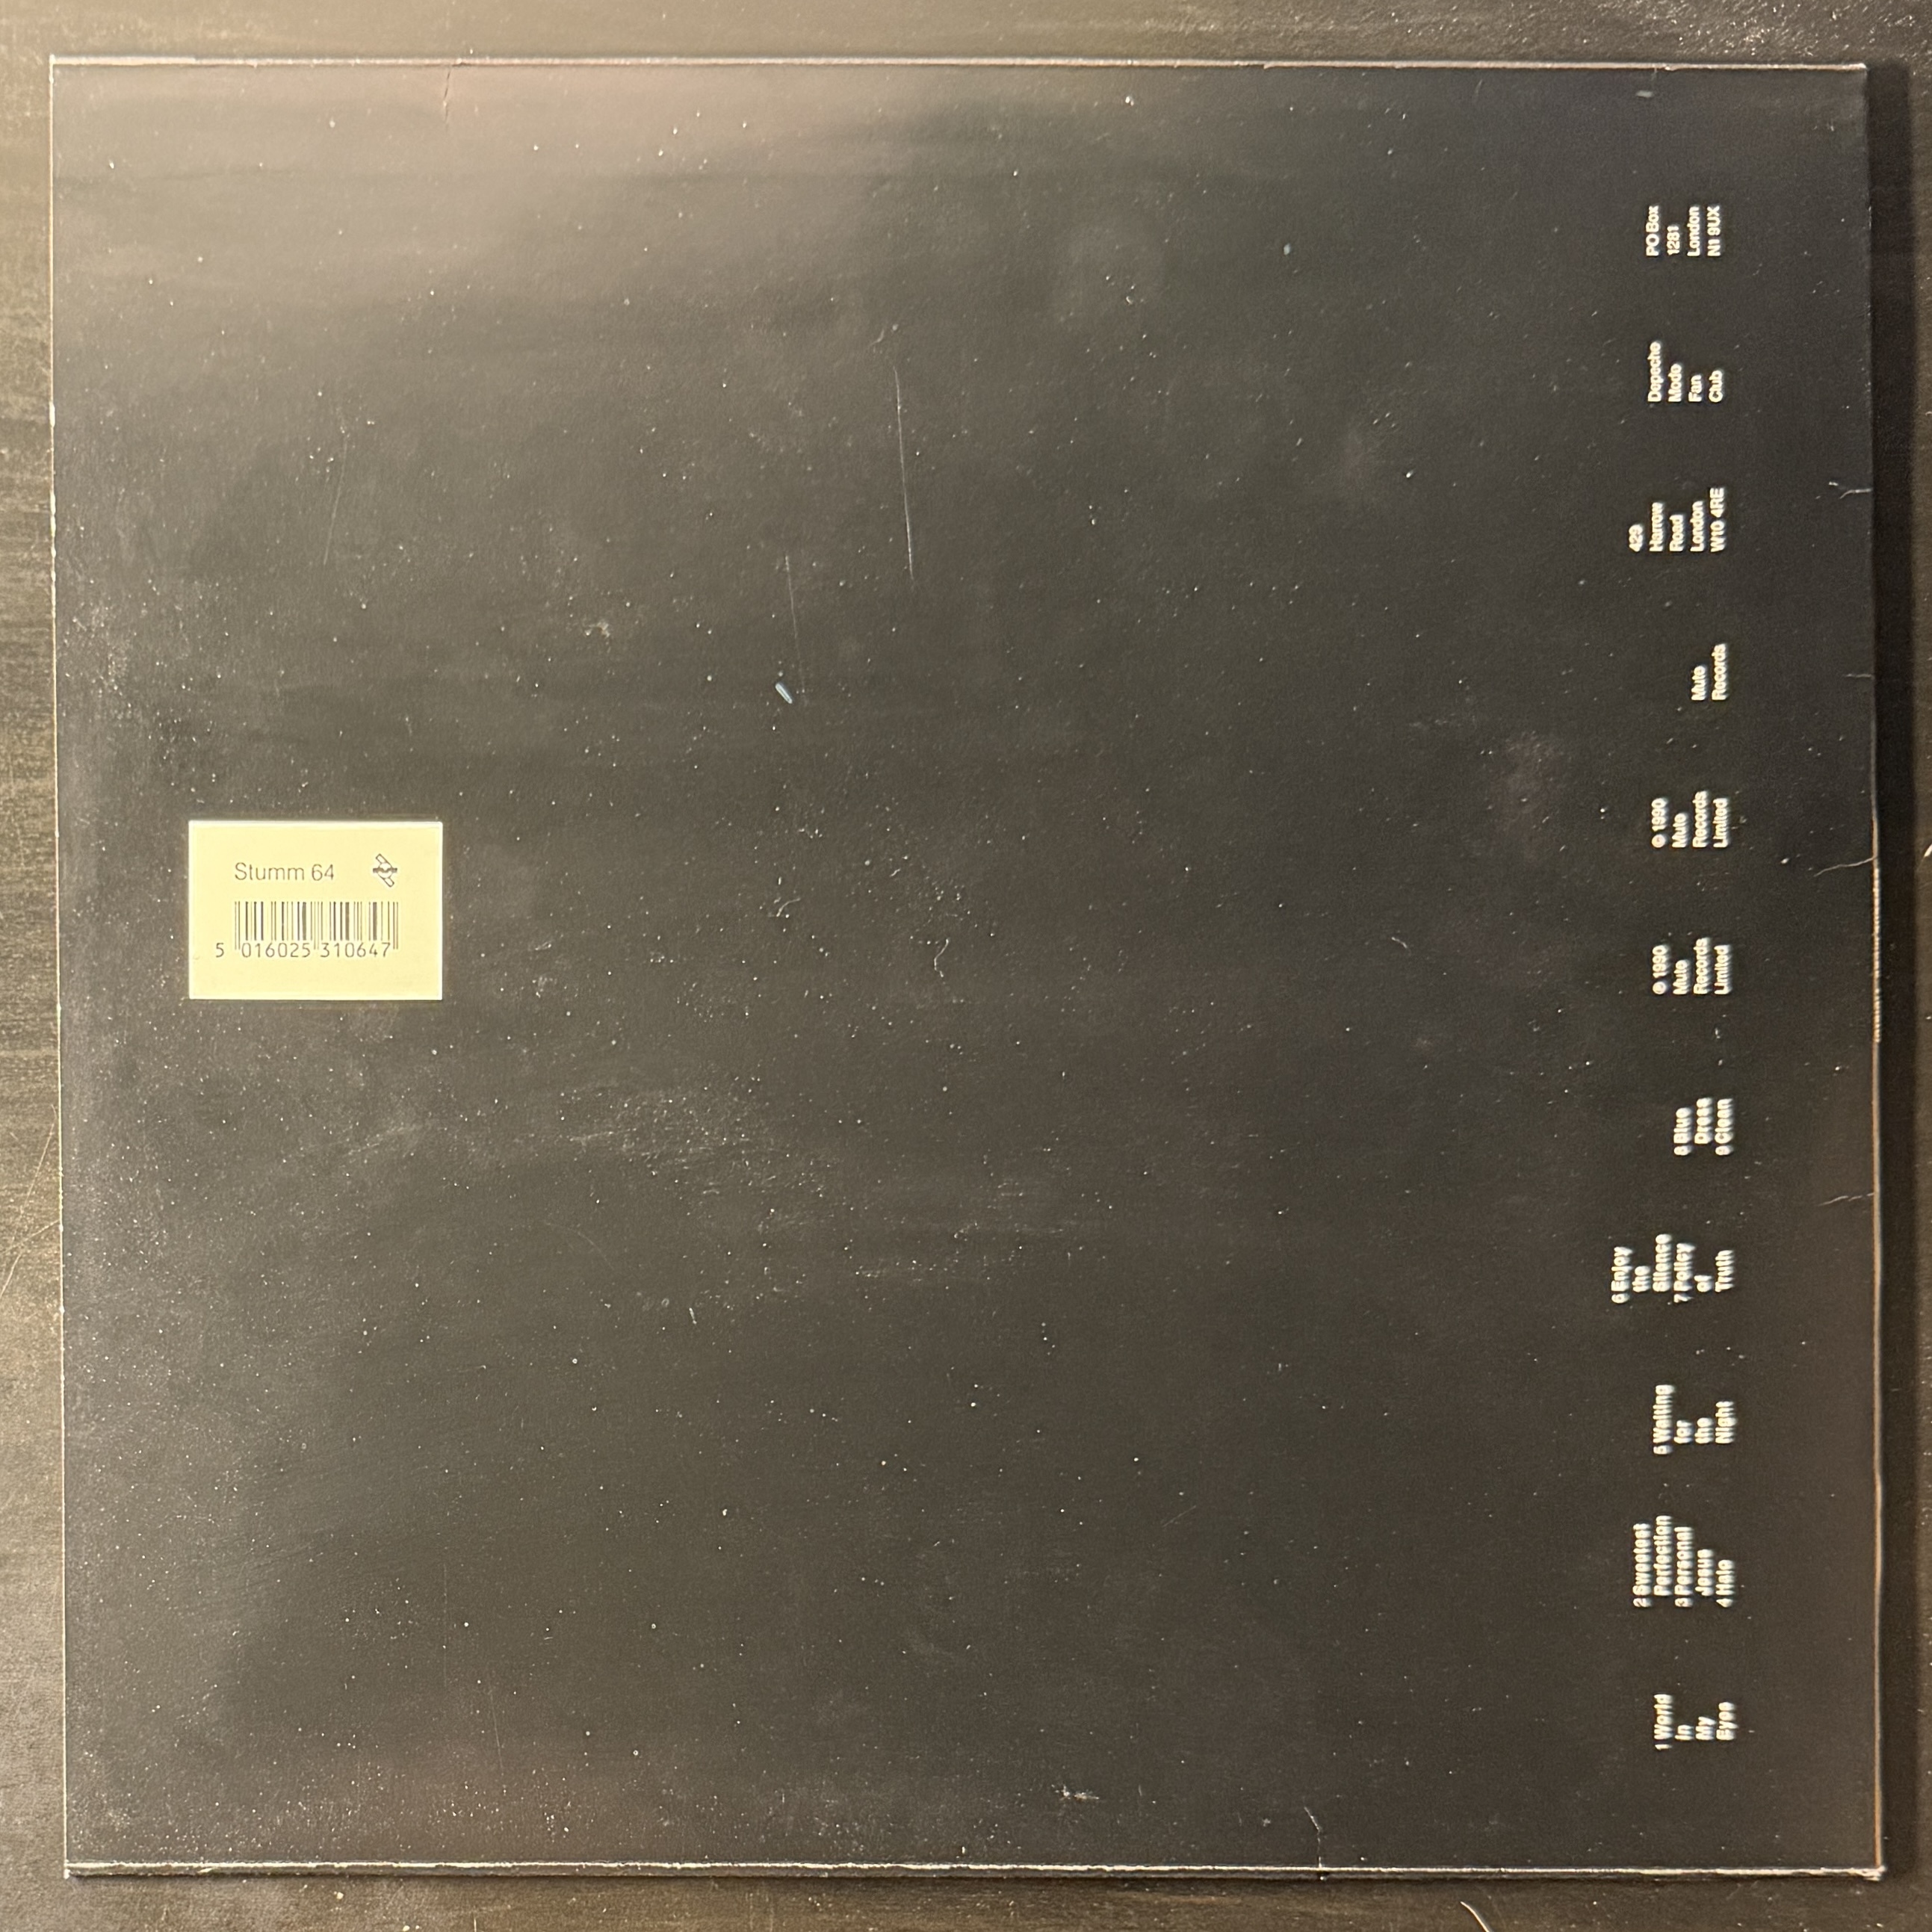 Stumm 64
5 016025 310647
1 World
In
My
Eyes
2 Sweetest
Perfection
3 Personal
Jesus
4 Halo
5 Waiting
for
the
Night
6 Enjoy
the
Silence
7 Policy
of
Truth
8 Blue
Dress
9 Clean
℗ 1990
Mute
Records
Limited
© 1990
Mute
Records
Limited
Mute
Records
429
Harrow
Road
London
W10 4RE
Depeche
Mode
Fan
Club
PO Box
1281
London
N1 9UX